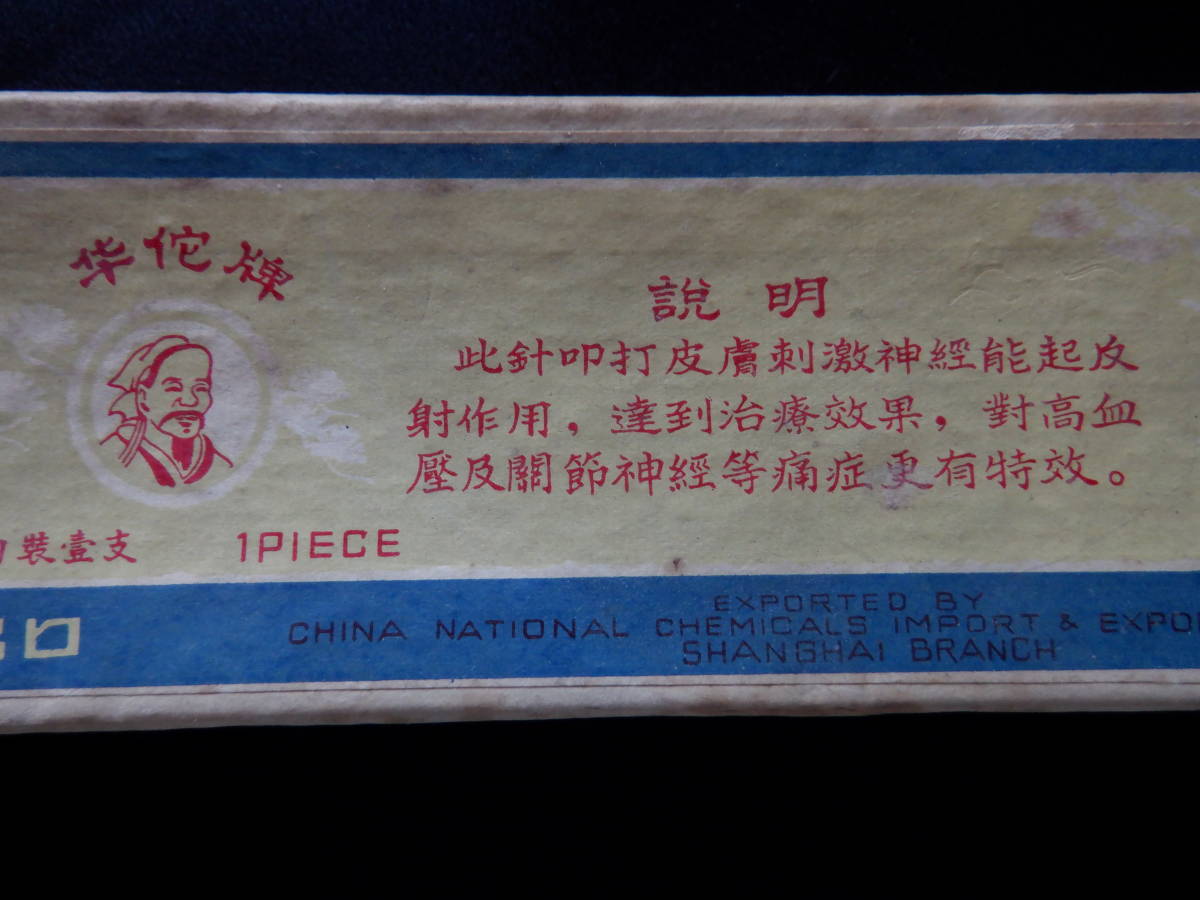 华佗牌
說明
此針叩打皮膚刺激神經能起反
射作用，達到治療效果，對高血
壓及關節神經等痛症更有特效。
裝壹支 1PIECE
口
EXPORTED BY
CHINA NATIONAL CHEMICALS IMPORT & EXPO
SHANGHAI BRANCH